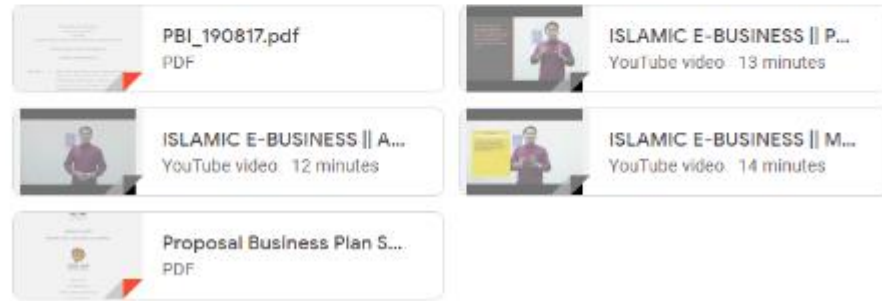 PBI_190817.pdf
PDF
ISLAMIC E-BUSINESS || P...
YouTube video 13 minutes
ISLAMIC E-BUSINESS || A...
YouTube video 12 minutes
ISLAMIC E-BUSINESS || M...
YouTube video 14 minutes
Proposal Business Plan S...
PDF